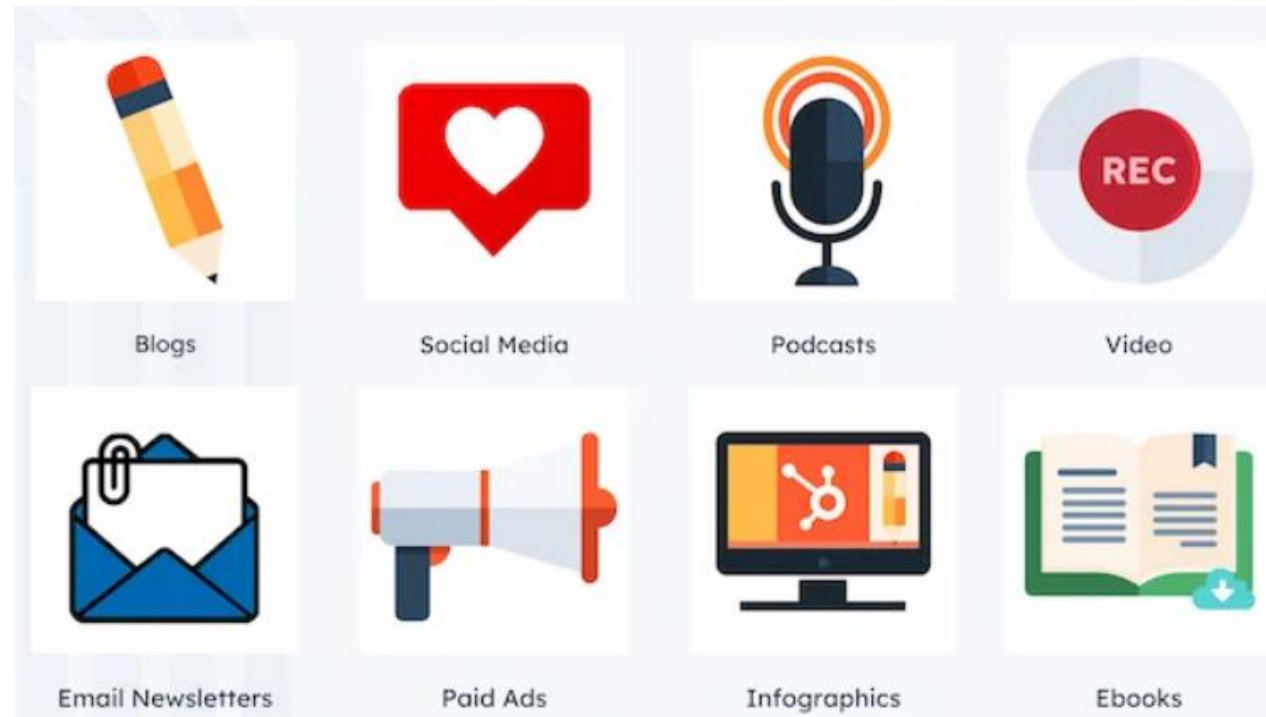 REC
Blogs
Social Media
Podcasts
Video
Email Newsletters
Paid Ads
Infographics
Ebooks